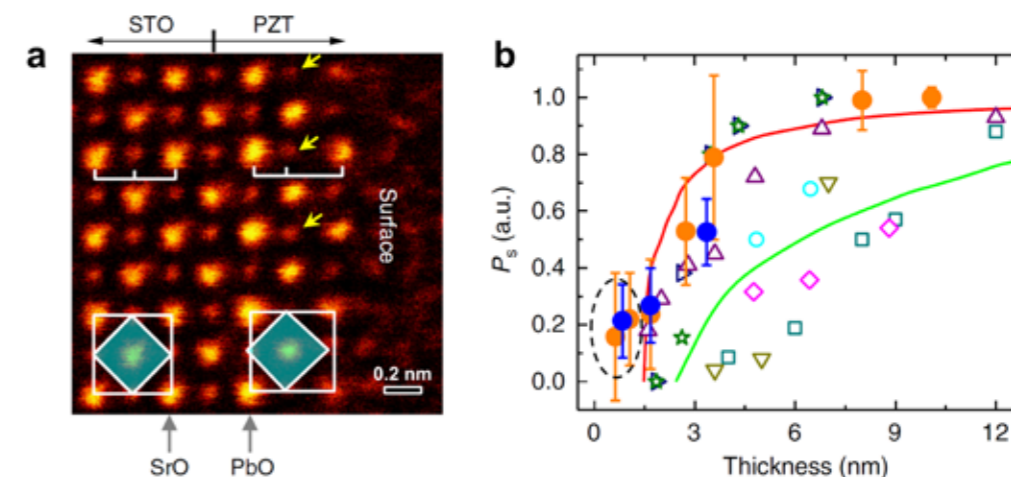 STO PZT
a
b
Surface
0.2 nm
SrO PbO
Ps (a.u.)
1.0
0.8
0.6
0.4
0.2
0.0
0 3 6 9 12
Thickness (nm)